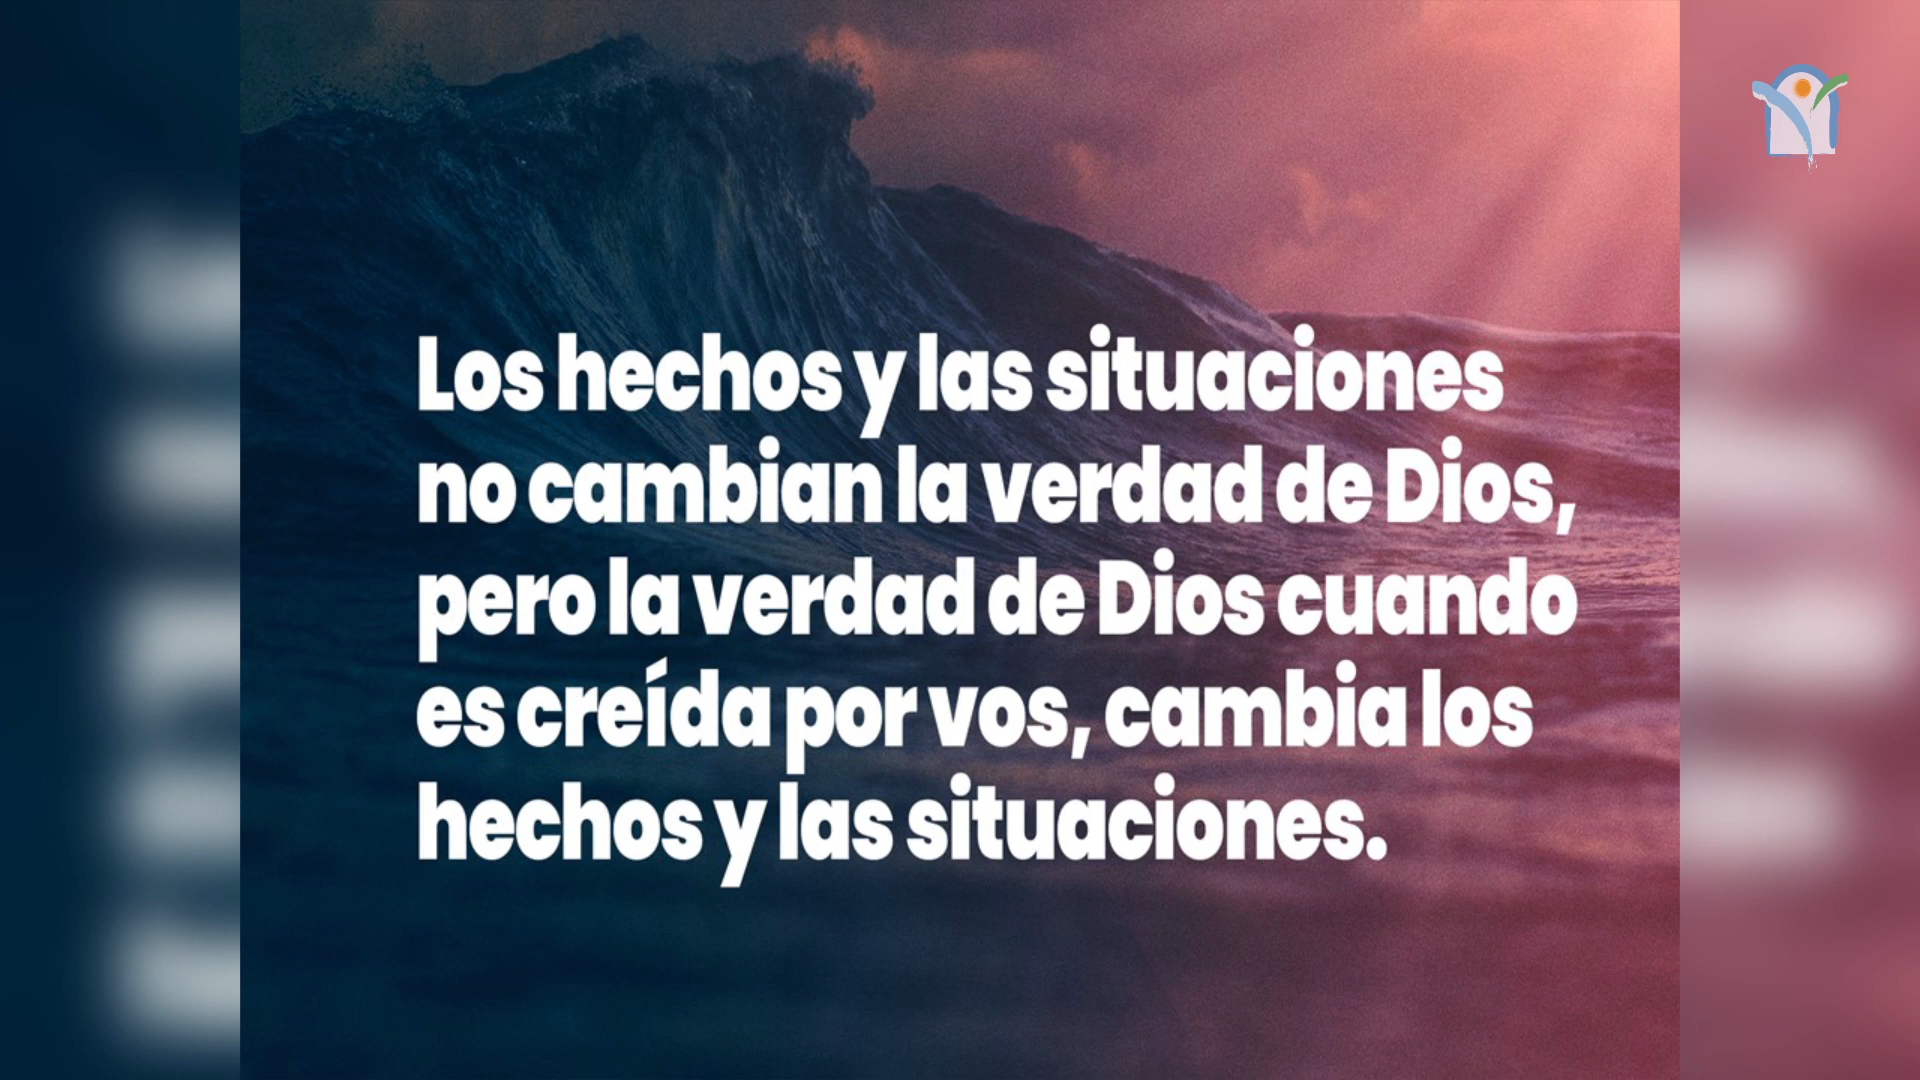 Los hechos y las situaciones
no cambian la verdad de Dios,
pero la verdad de Dios cuando
es creída por vos, cambia los
hechos y las situaciones.